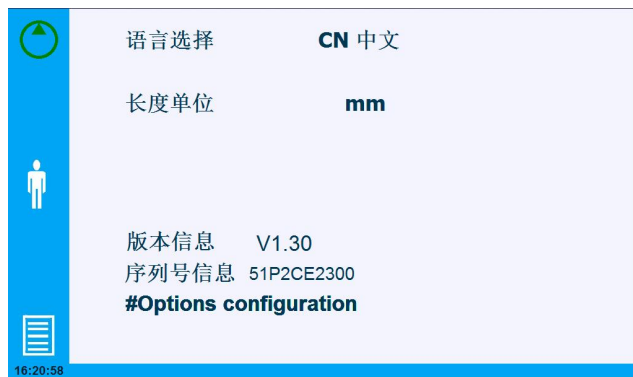 语言选择 CN 中文
长度单位 mm
版本信息 V1.30
序列号信息 51P2CE2300
#Options configuration
16:20:58